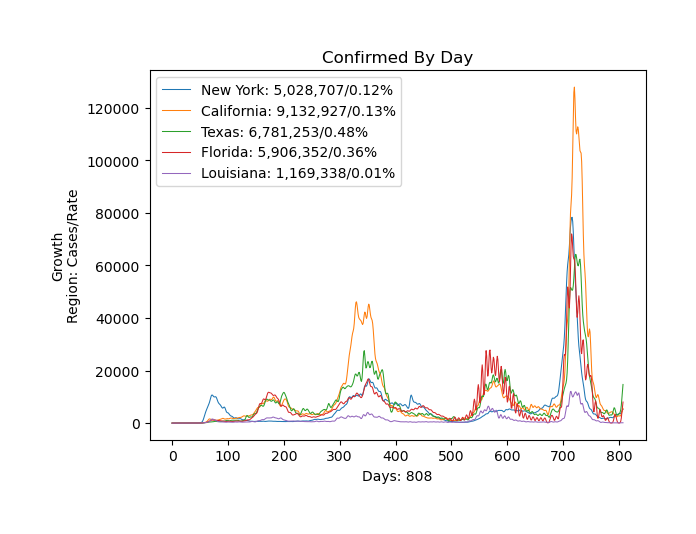 Confirmed By Day
New York: 5,028,707/0.12%
California: 9,132,927/0.13%
Texas: 6,781,253/0.48%
Florida: 5,906,352/0.36%
Louisiana: 1,169,338/0.01%
120000
100000
80000
60000
40000
20000
0
Growth
Region: Cases/Rate
0 100 200 300 400 500 600 700 800
Days: 808